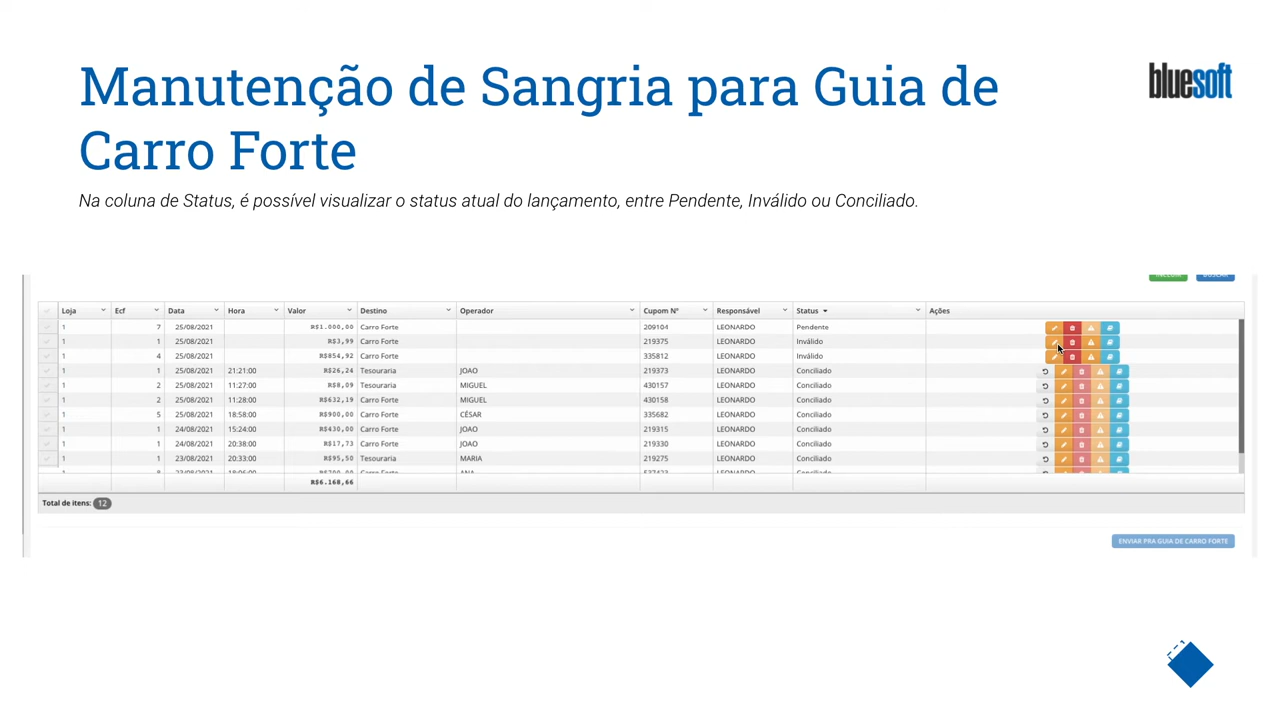 Manutenção de Sangria para Guia de
Carro Forte
bluesoft
Na coluna de Status, é possível visualizar o status atual do lançamento, entre Pendente, Inválido ou Conciliado.
Loja Ecf Data Hora Valor Destino Operador Cupom Nº Responsável Status Ações
1 7 25/08/2021 R$1.000,00 Carro Forte 209104 LEONARDO Pendente
1 1 25/08/2021 R$3,99 Carro Forte 219375 LEONARDO Inválido
1 4 25/08/2021 R$854,92 Carro Forte 335812 LEONARDO Inválido
1 1 25/08/2021 21:21:00 R$26,24 Tesouraria JOAO 219373 LEONARDO Conciliado
1 2 25/08/2021 11:27:00 R$8,09 Tesouraria MIGUEL 430157 LEONARDO Conciliado
1 2 25/08/2021 11:28:00 R$632,19 Carro Forte MIGUEL 430158 LEONARDO Conciliado
1 5 25/08/2021 18:58:00 R$900,00 Carro Forte CÉSAR 335682 LEONARDO Conciliado
1 1 24/08/2021 15:24:00 R$430,00 Carro Forte JOAO 219315 LEONARDO Conciliado
1 1 24/08/2021 20:38:00 R$17,73 Carro Forte JOAO 219330 LEONARDO Conciliado
1 1 23/08/2021 20:33:00 R$95,50 Tesouraria MARIA 219275 LEONARDO Conciliado
R$6.168,66
Total de itens: 12
ENVIAR PRA GUIA DE CARRO FORTE